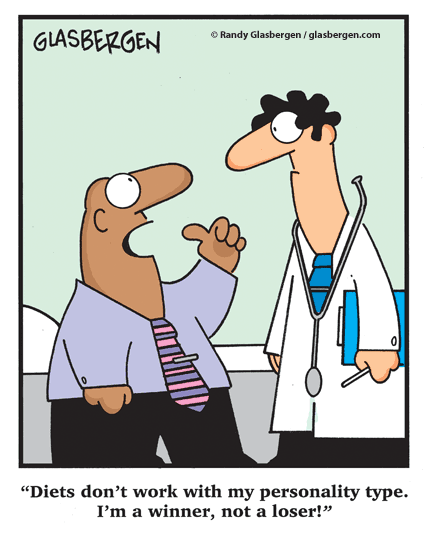 GLASBERGEN
© Randy Glasbergen / glasbergen.com
“Diets don’t work with my personality type.
I’m a winner, not a loser!”